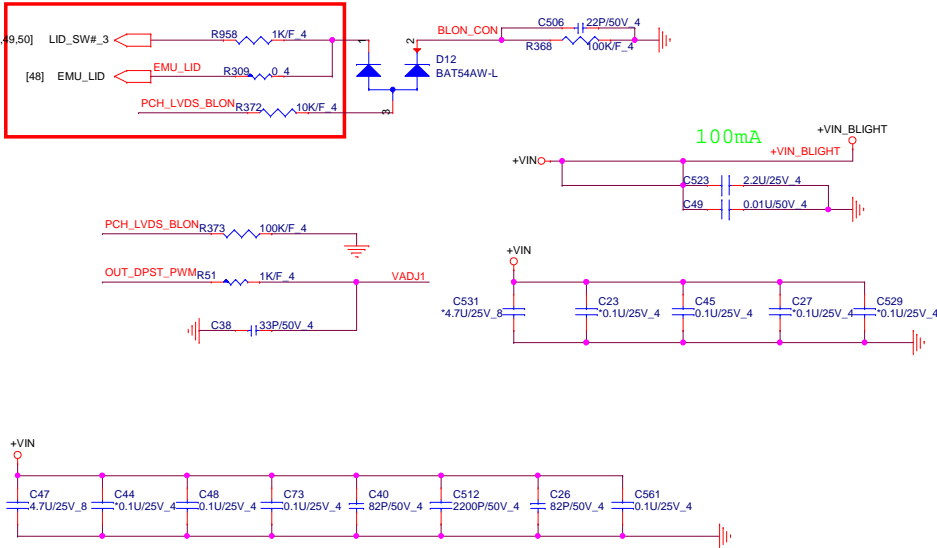 ,49,50] LID_SW#_3 R958 1K/F_4
[48] EMU_LID EMU_LID R309 0_4
PCH_LVDS_BLON R372 10K/F_4
1
2
3
BLON_CON
D12
BAT54AW-L
C506 22P/50V_4
R368 100K/F_4
100mA
+VIN
+VIN_BLIGHT
+VIN_BLIGHT
C523 2.2U/25V_4
C49 0.01U/50V_4
PCH_LVDS_BLON R373 100K/F_4
OUT_DPST_PWM R51 1K/F_4 VADJ1
C38 33P/50V_4
+VIN
C531 C23 C45 C27 C529
*4.7U/25V_8 *0.1U/25V_4 0.1U/25V_4 *0.1U/25V_4 *0.1U/25V_4
+VIN
C47 C44 C48 C73 C40 C512 C26 C561
4.7U/25V_8 *0.1U/25V_4 0.1U/25V_4 0.1U/25V_4 82P/50V_4 2200P/50V_4 82P/50V_4 0.1U/25V_4